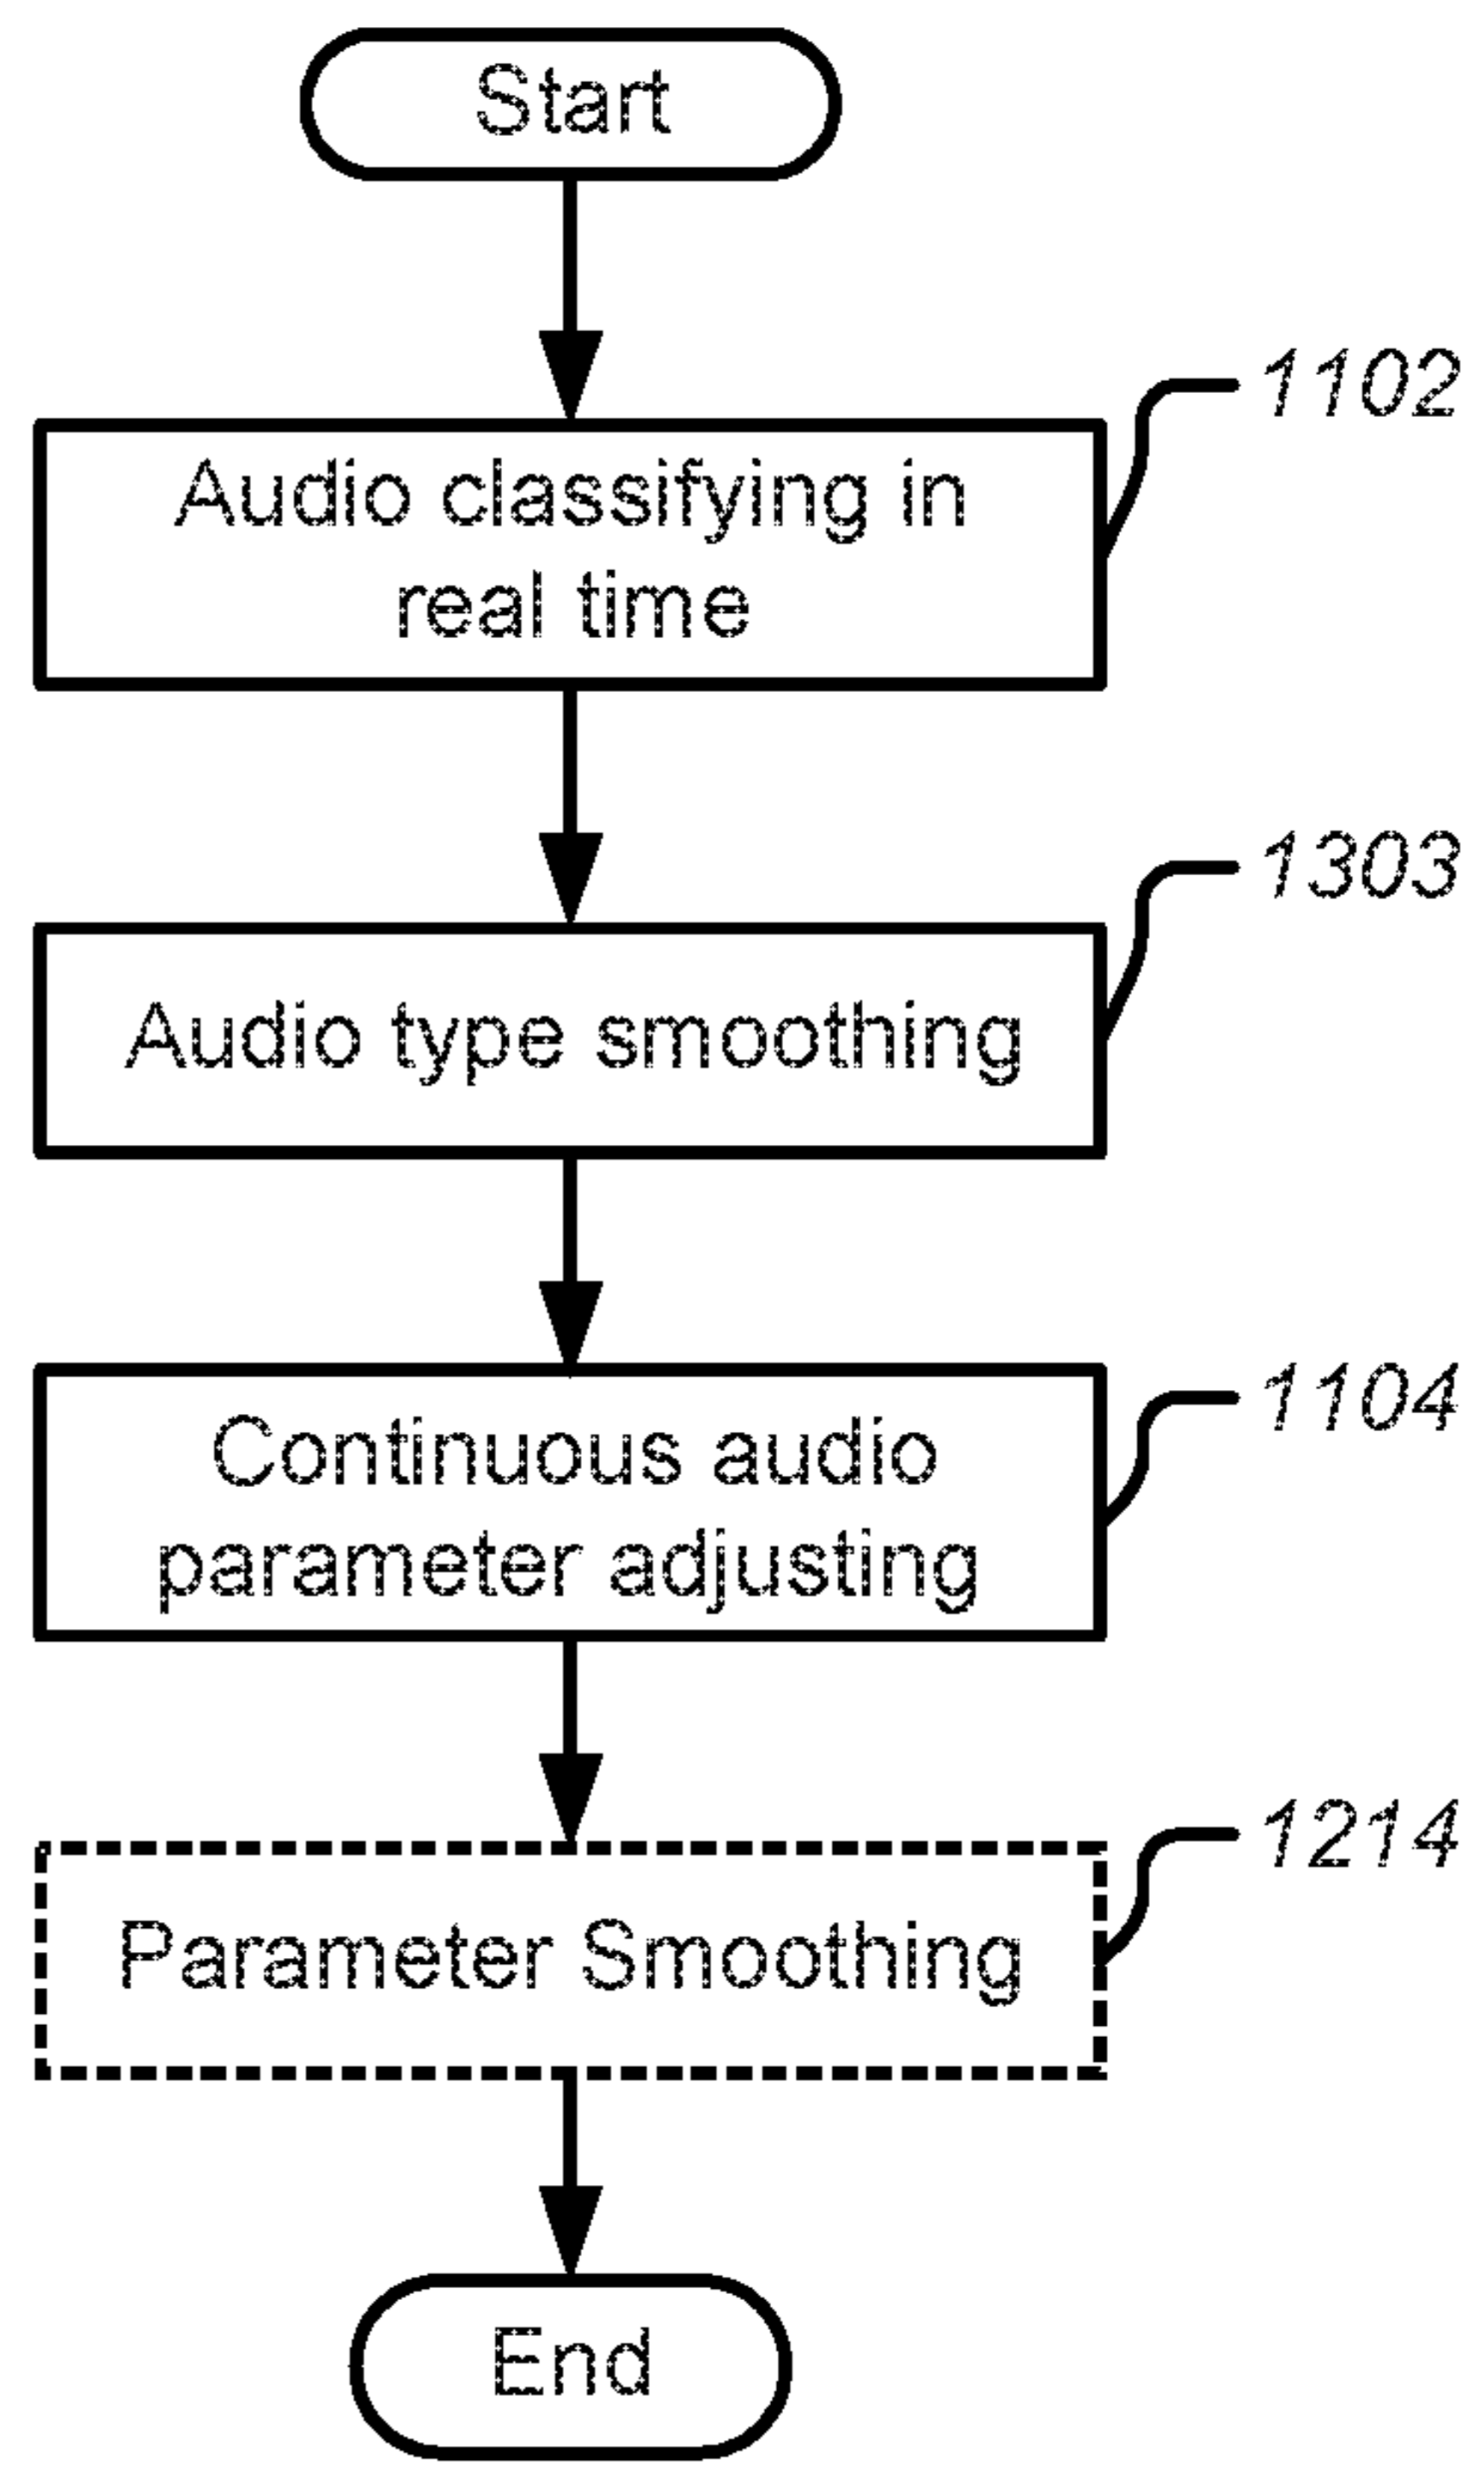 Start
1102
Audio classifying in
real time
1303
Audio type smoothing
1104
Continuous audio
parameter adjusting
1214
Parameter Smoothing
End